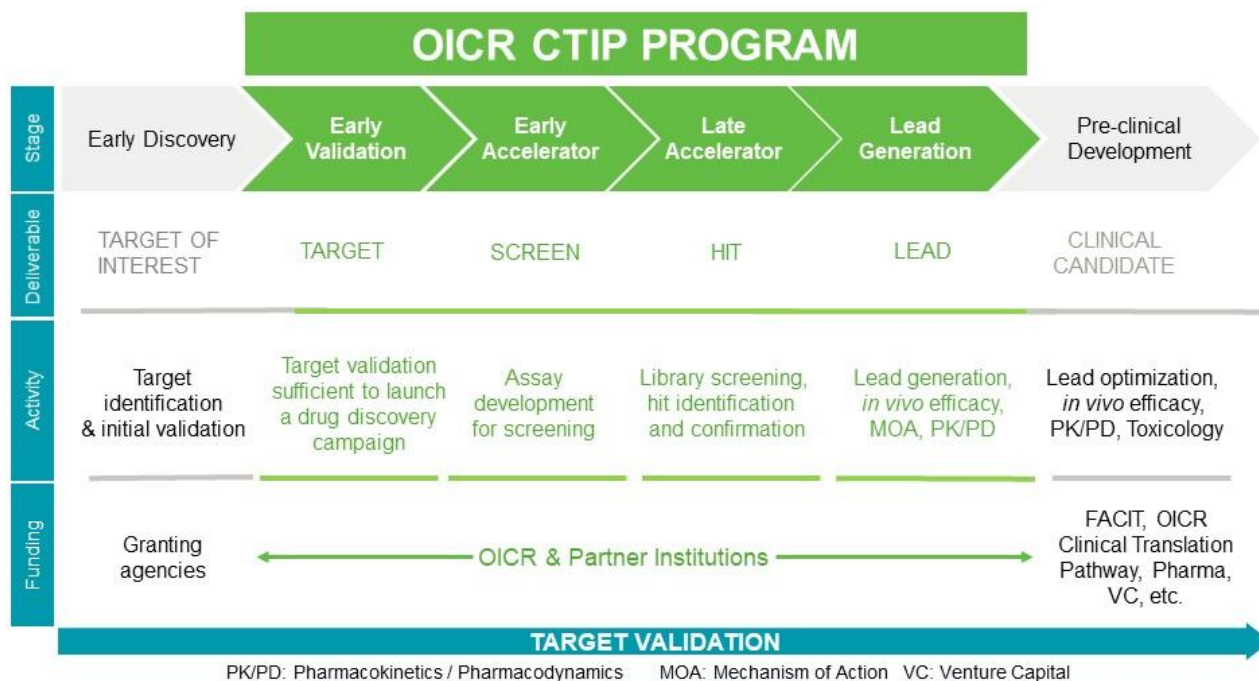 OICR CTIP PROGRAM
Stage
Early Discovery
Early
Validation
Early
Accelerator
Late
Accelerator
Lead
Generation
Pre-clinical
Development
Deliverable
TARGET OF
INTEREST
TARGET
SCREEN
HIT
LEAD
CLINICAL
CANDIDATE
Activity
Target
identification
& initial validation
Target validation
sufficient to launch
a drug discovery
campaign
Assay
development
for screening
Library screening,
hit identification
and confirmation
Lead generation,
in vivo efficacy,
MOA, PK/PD
Lead optimization,
in vivo efficacy,
PK/PD, Toxicology
Funding
Granting
agencies
OICR & Partner Institutions
FACIT, OICR
Clinical Translation
Pathway, Pharma,
VC, etc.
TARGET VALIDATION
PK/PD: Pharmacokinetics / Pharmacodynamics MOA: Mechanism of Action VC: Venture Capital